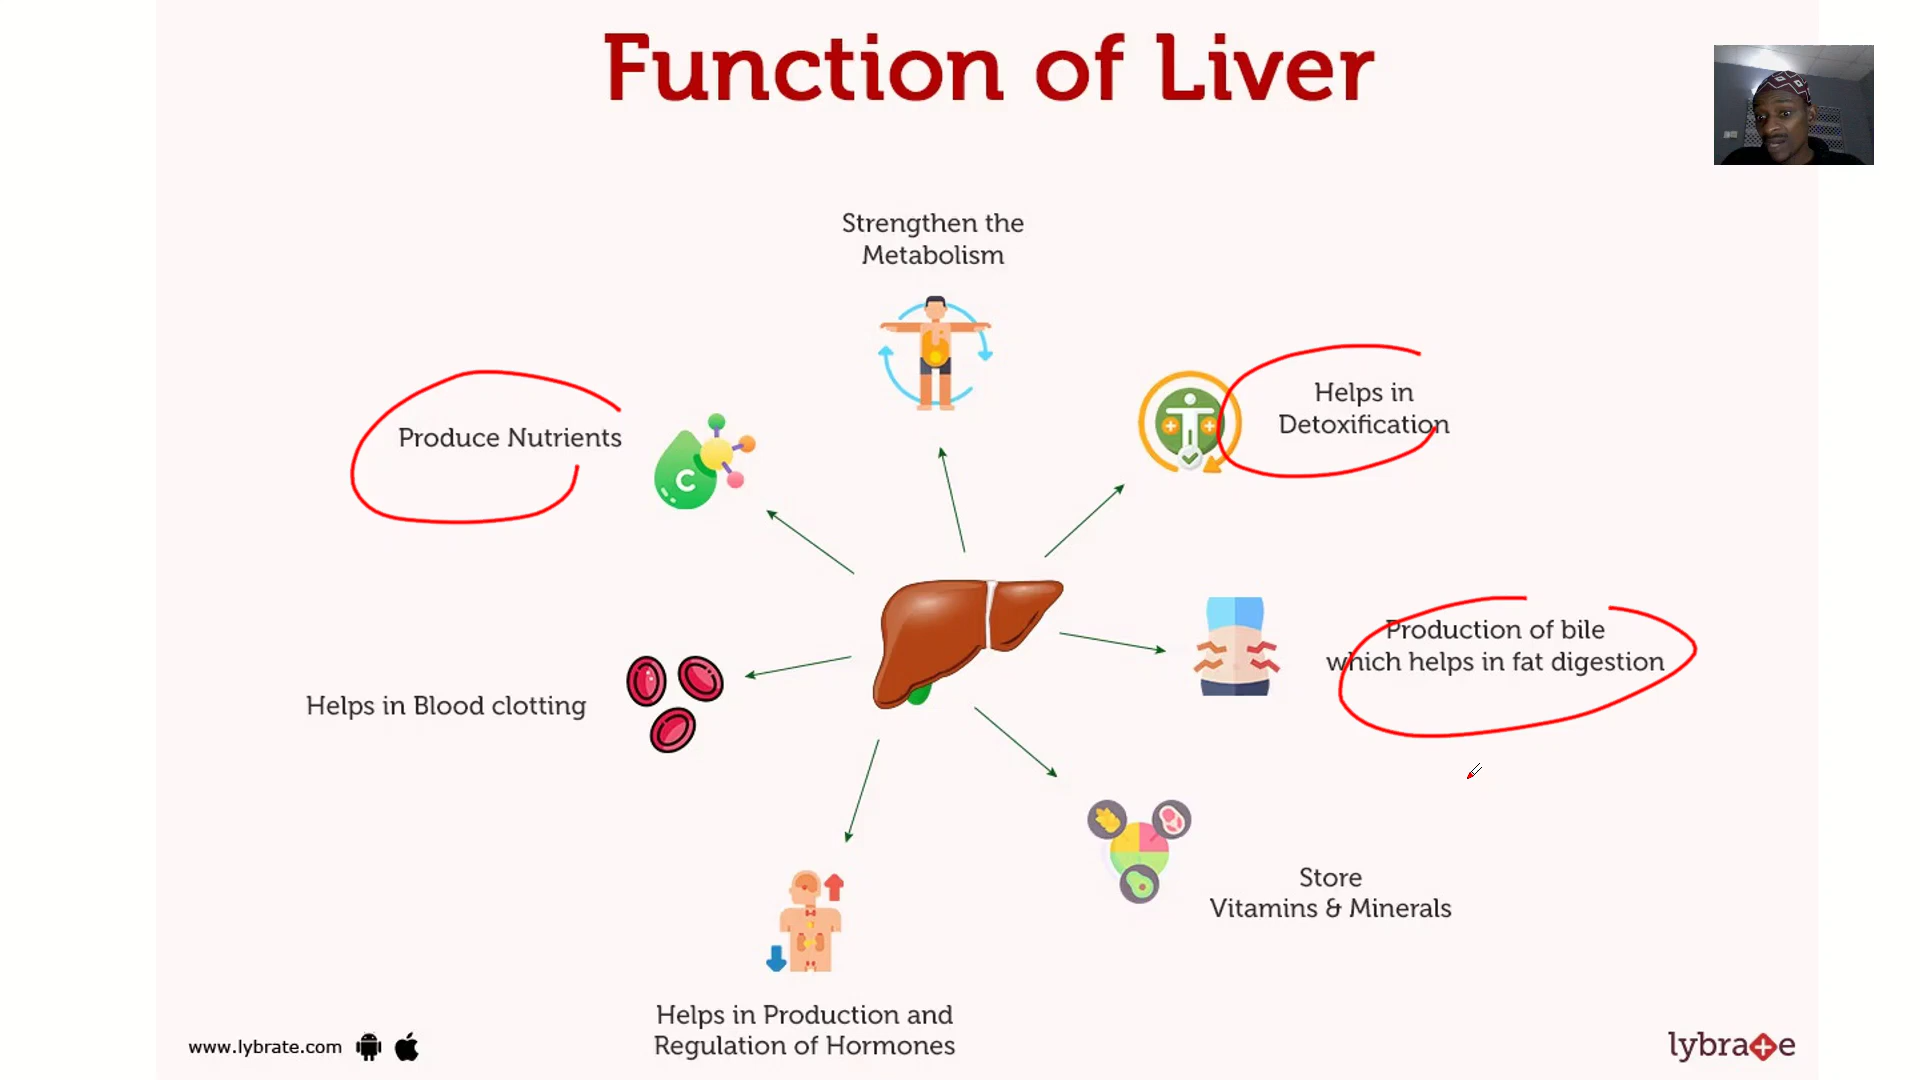 Function of Liver
Strengthen the
Metabolism
Helps in
Detoxification
Produce Nutrients
C
Production of bile
which helps in fat digestion
Helps in Blood clotting
Store
Vitamins & Minerals
Helps in Production and
Regulation of Hormones
www.lybrate.com
lybrate